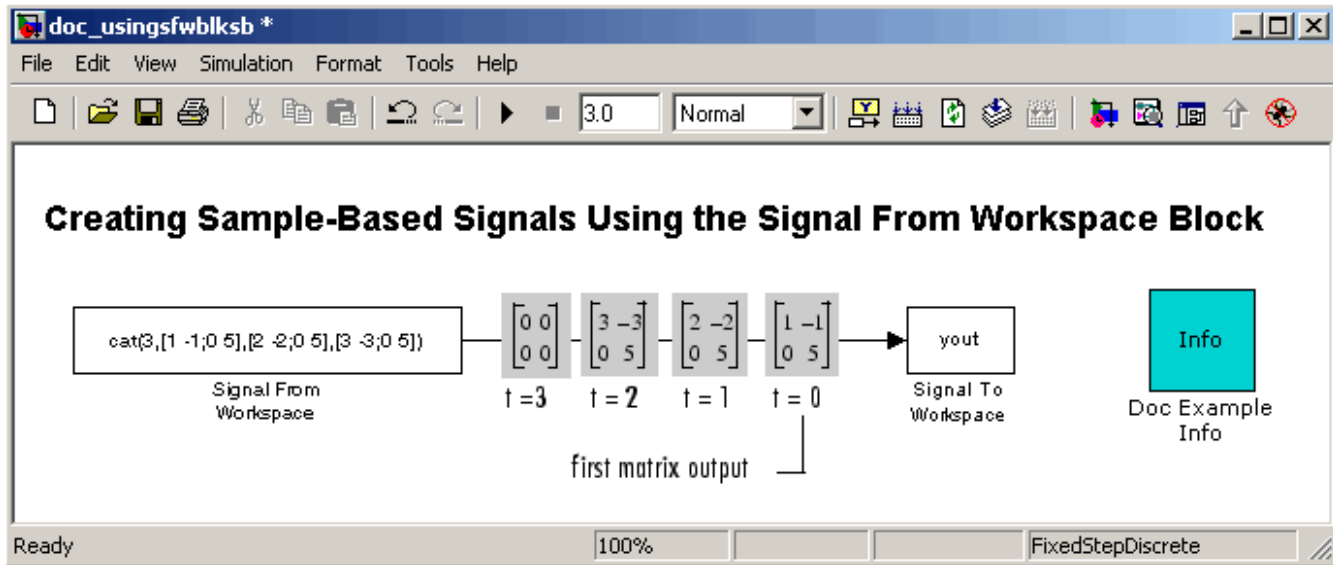 doc_usingsfwblksb *
File Edit View Simulation Format Tools Help
3.0 Normal
Creating Sample-Based Signals Using the Signal From Workspace Block
cat(3,[1 -1;0 5],[2 -2;0 5],[3 -3;0 5])
Signal From
Workspace
0 0
0 0
t = 3
3 -3
0 5
t = 2
2 -2
0 5
t = 1
1 -1
0 5
t = 0
first matrix output
yout
Signal To
Workspace
Info
Doc Example
Info
Ready 100% FixedStepDiscrete